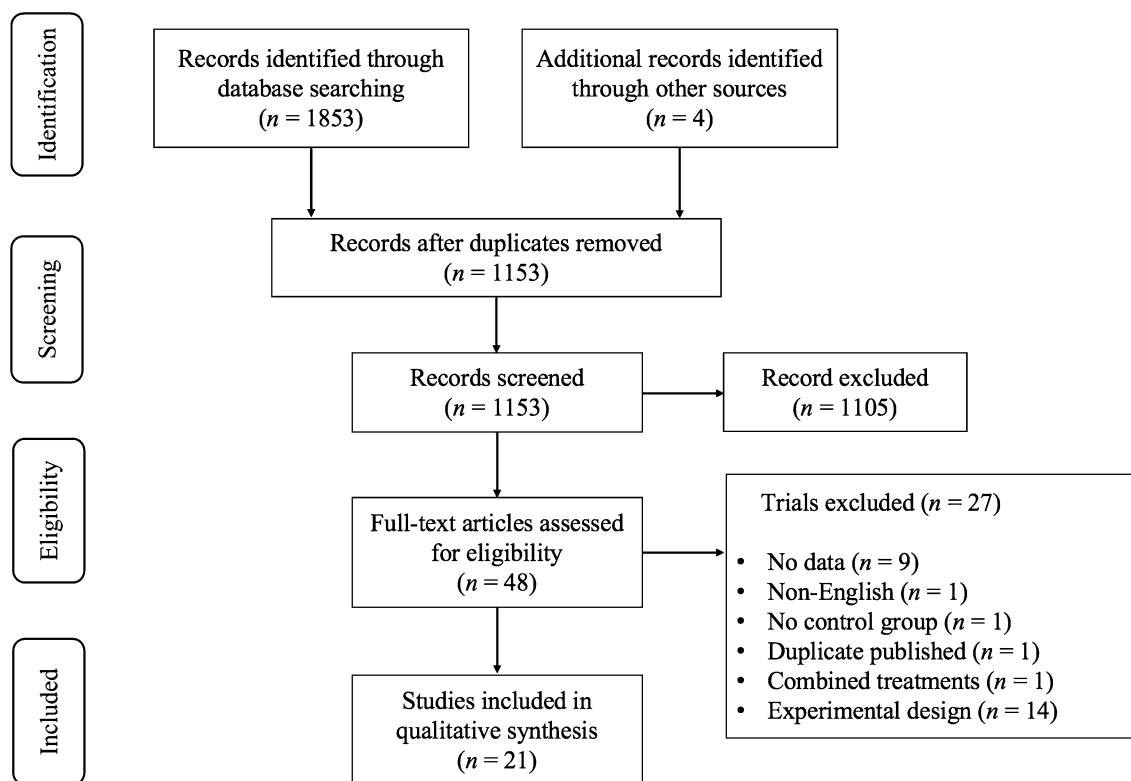 Identification
Records identified through
database searching
(n = 1853)
Additional records identified
through other sources
(n = 4)
Screening
Records after duplicates removed
(n = 1153)
Records screened
(n = 1153)
Record excluded
(n = 1105)
Eligibility
Full-text articles assessed
for eligibility
(n = 48)
Trials excluded (n = 27)
• No data (n = 9)
• Non-English (n = 1)
• No control group (n = 1)
• Duplicate published (n = 1)
• Combined treatments (n = 1)
• Experimental design (n = 14)
Included
Studies included in
qualitative synthesis
(n = 21)